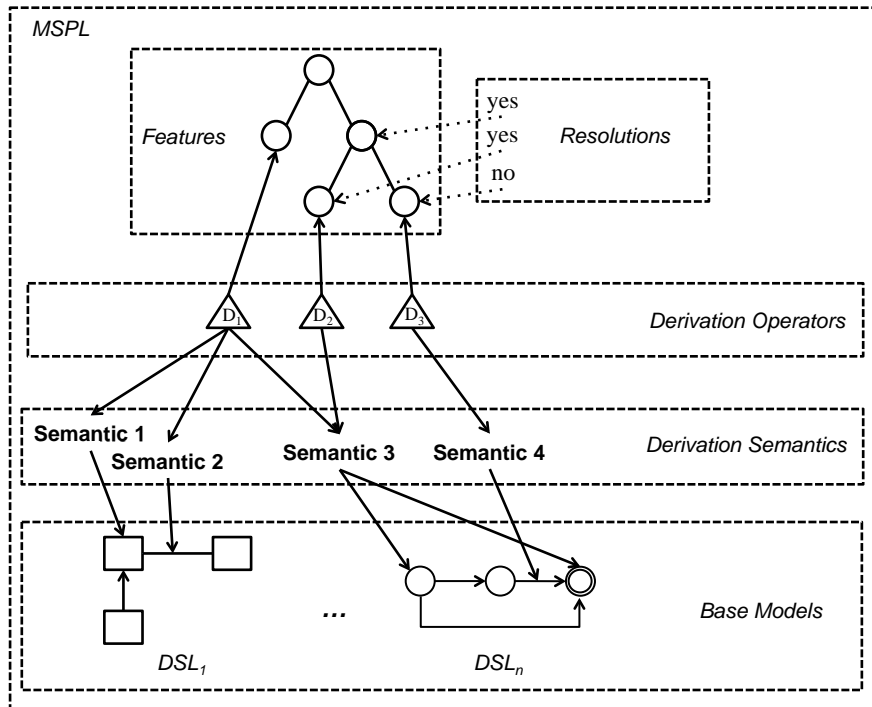 MSPL
yes
Features
yes
Resolutions
no
D1
D2
D3
Derivation Operators
Semantic 1
Semantic 2
Semantic 3
Semantic 4
Derivation Semantics
...
Base Models
DSL1
DSLn